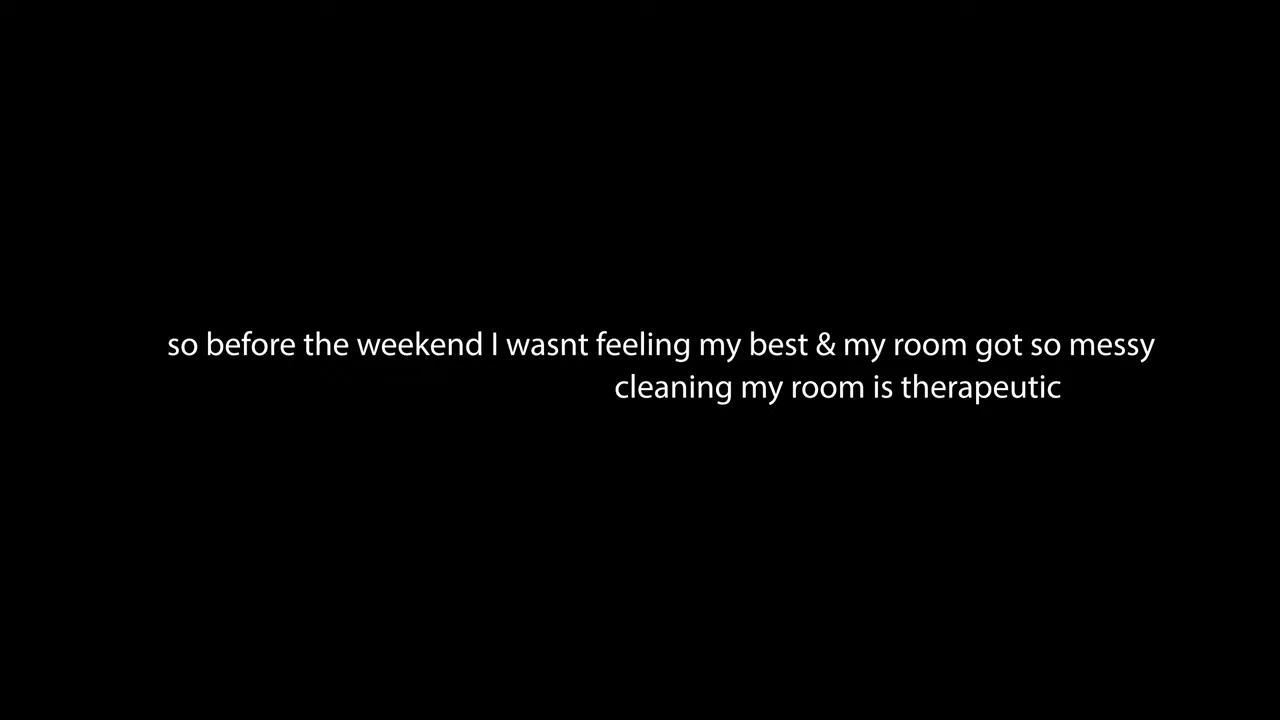 so before the weekend I wasnt feeling my best & my room got so messy
cleaning my room is therapeutic